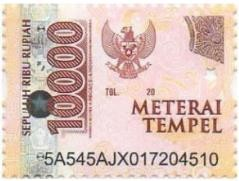 SEPULUH RIBU RUPIAH
10000
TGL. 20
METERAI
TEMPEL
5A545AJX017204510